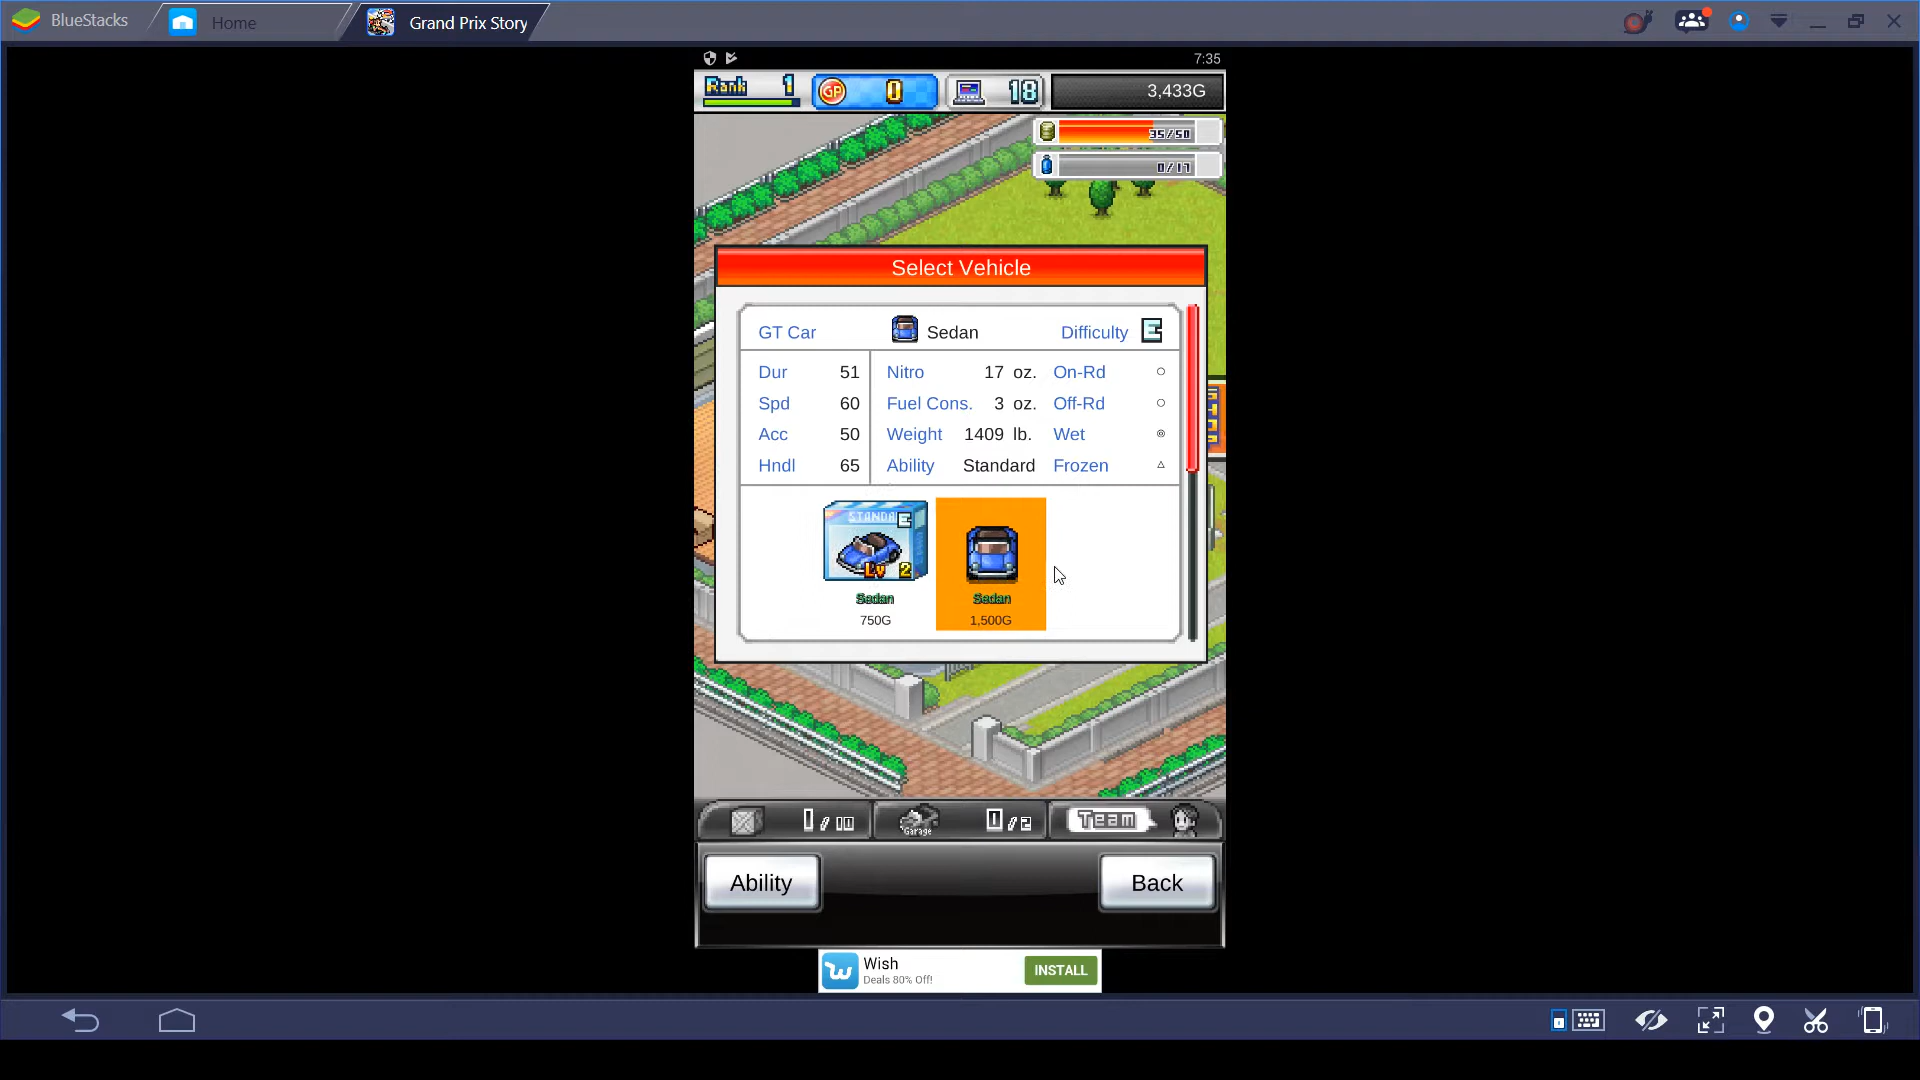 BlueStacks
Home
Grand Prix Story
7:35
Rank 1
GP 0
18
3,433G
35/50
0/17
Select Vehicle
GT Car Sedan Difficulty E
Dur 51 Nitro 17 oz. On-Rd ○
Spd 60 Fuel Cons. 3 oz. Off-Rd ○
Acc 50 Weight 1409 lb. Wet ◎
Hndl 65 Ability Standard Frozen △
STANDA E
Lv 2
Sedan Sedan
750G 1,500G
Garage
Team
Ability Back
Wish
Deals 80% Off!
INSTALL